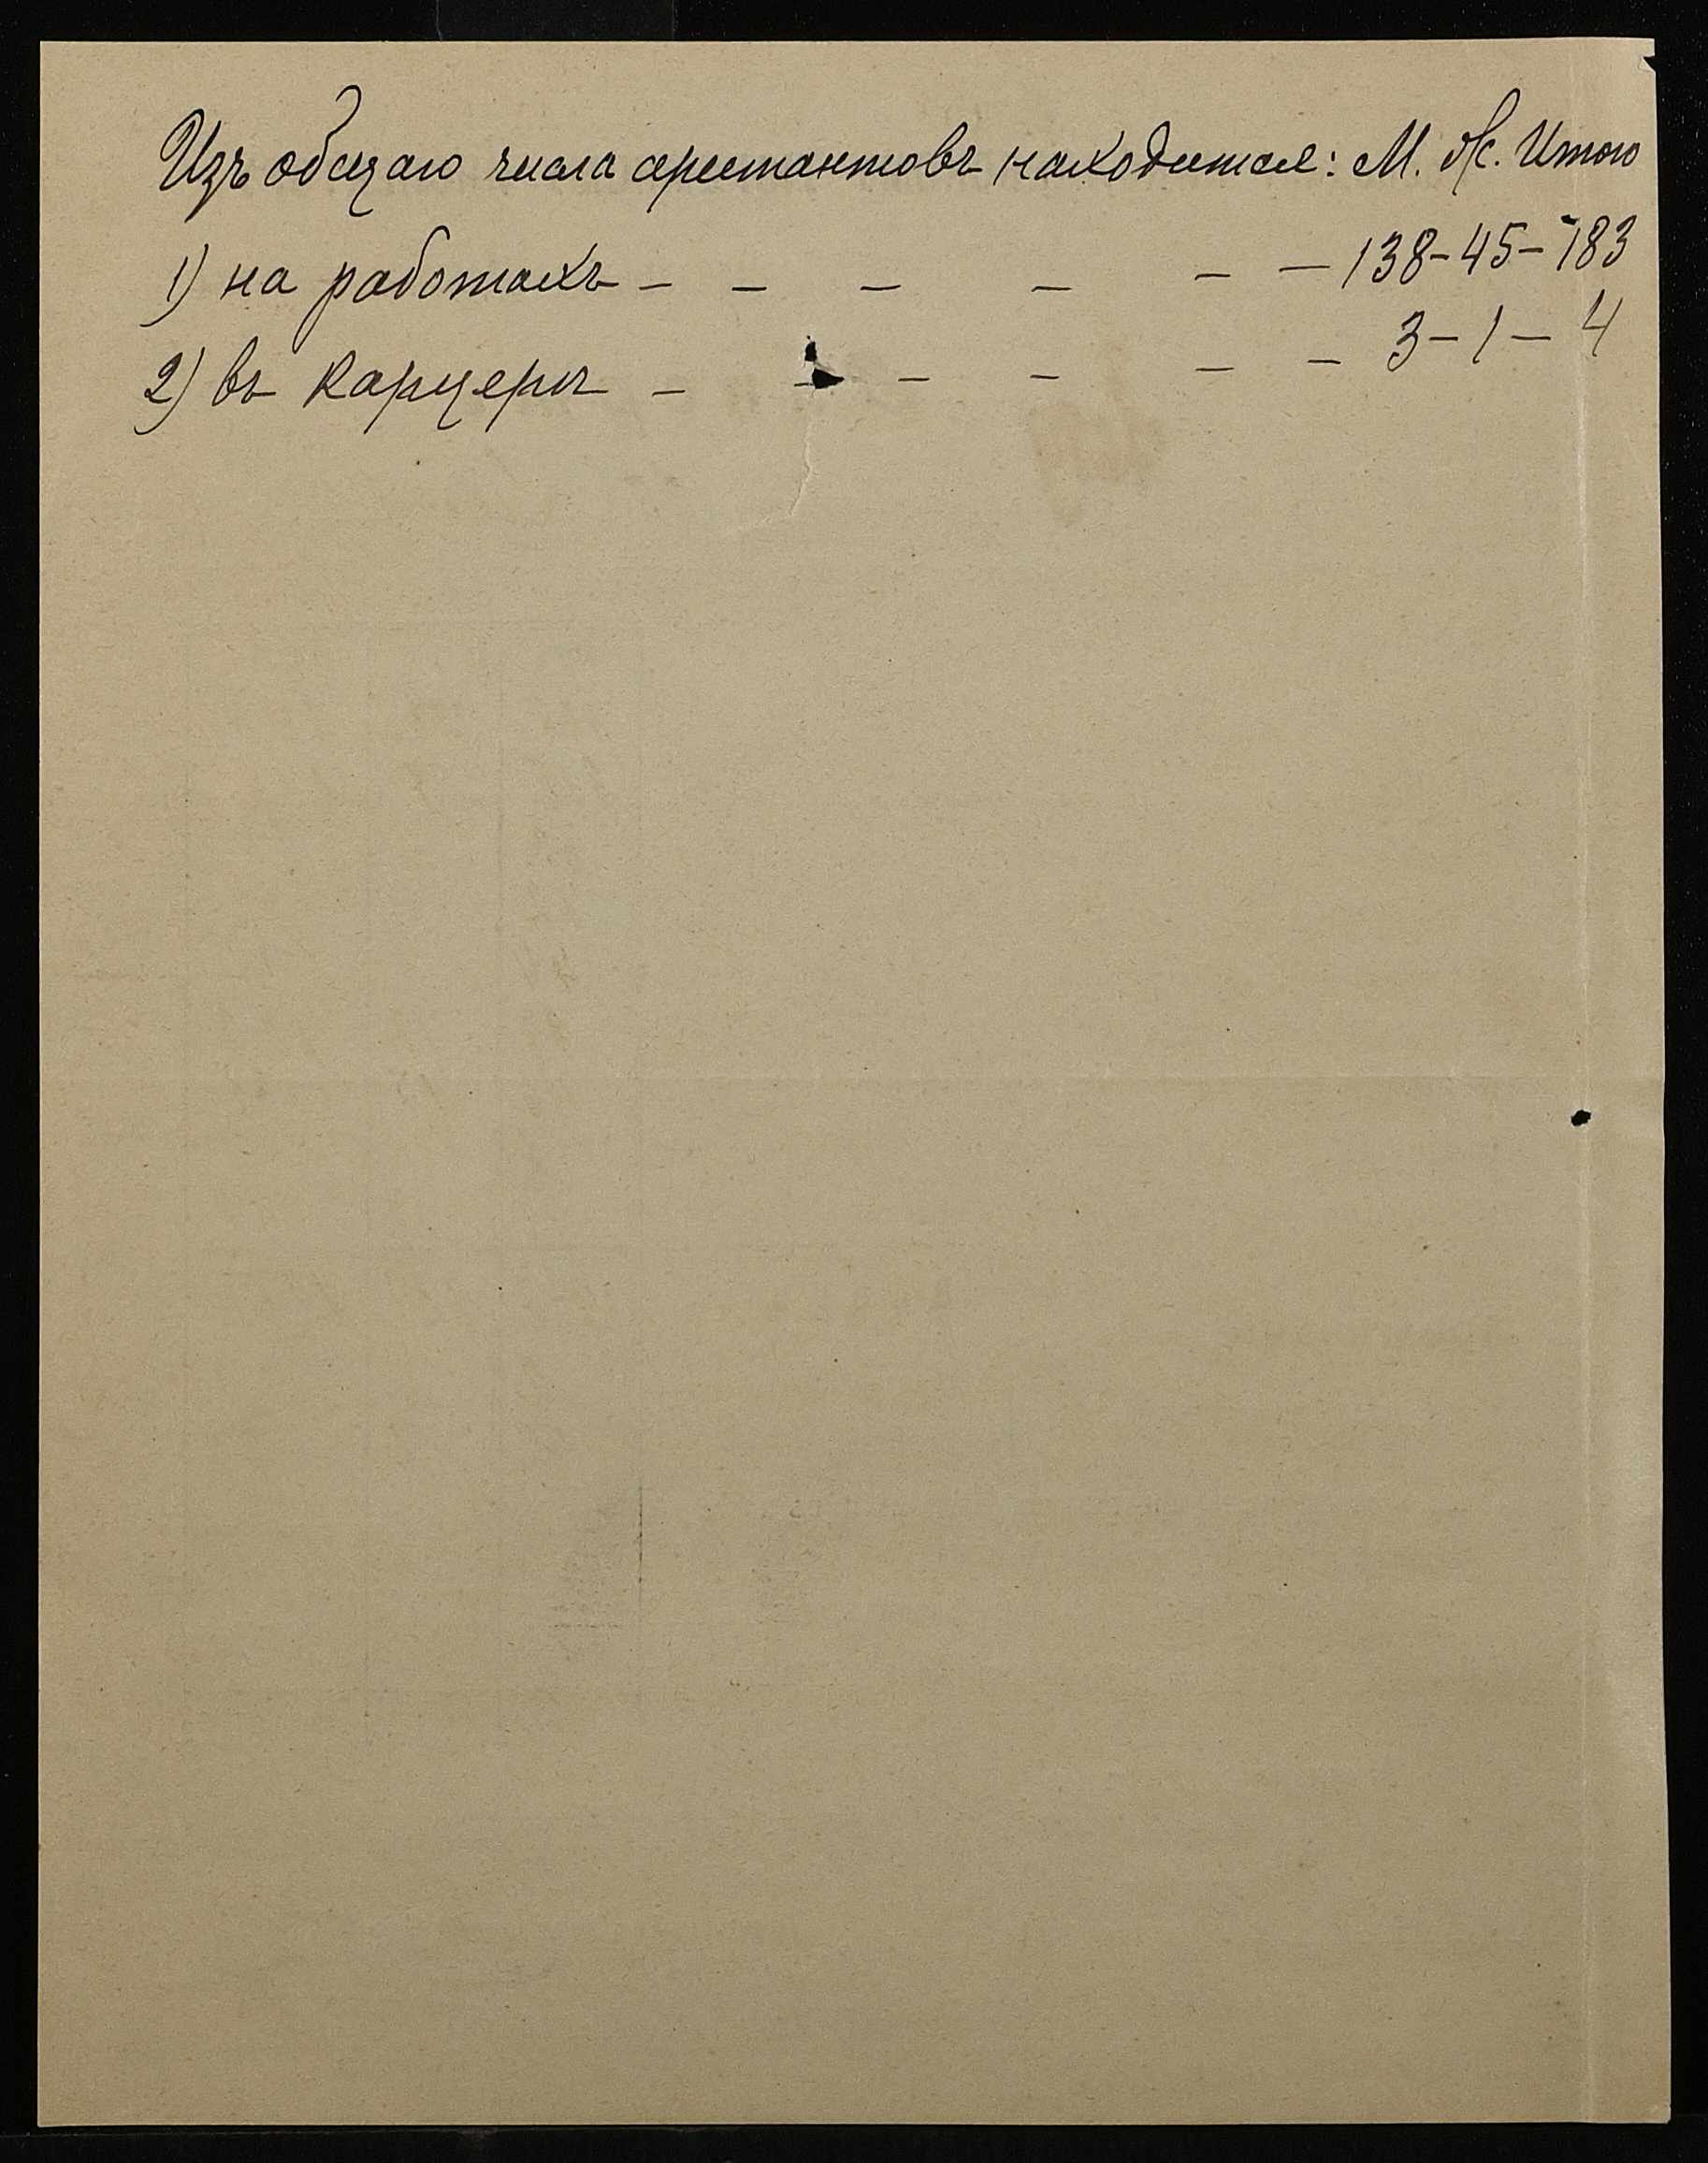 Изъ общаго числа арестантовъ находится: М. Ж. Итого
1) на работахъ – – – – – – 138 – 45 – 183
2) въ карцерѣ – – – – – – 3 – 1 – 4